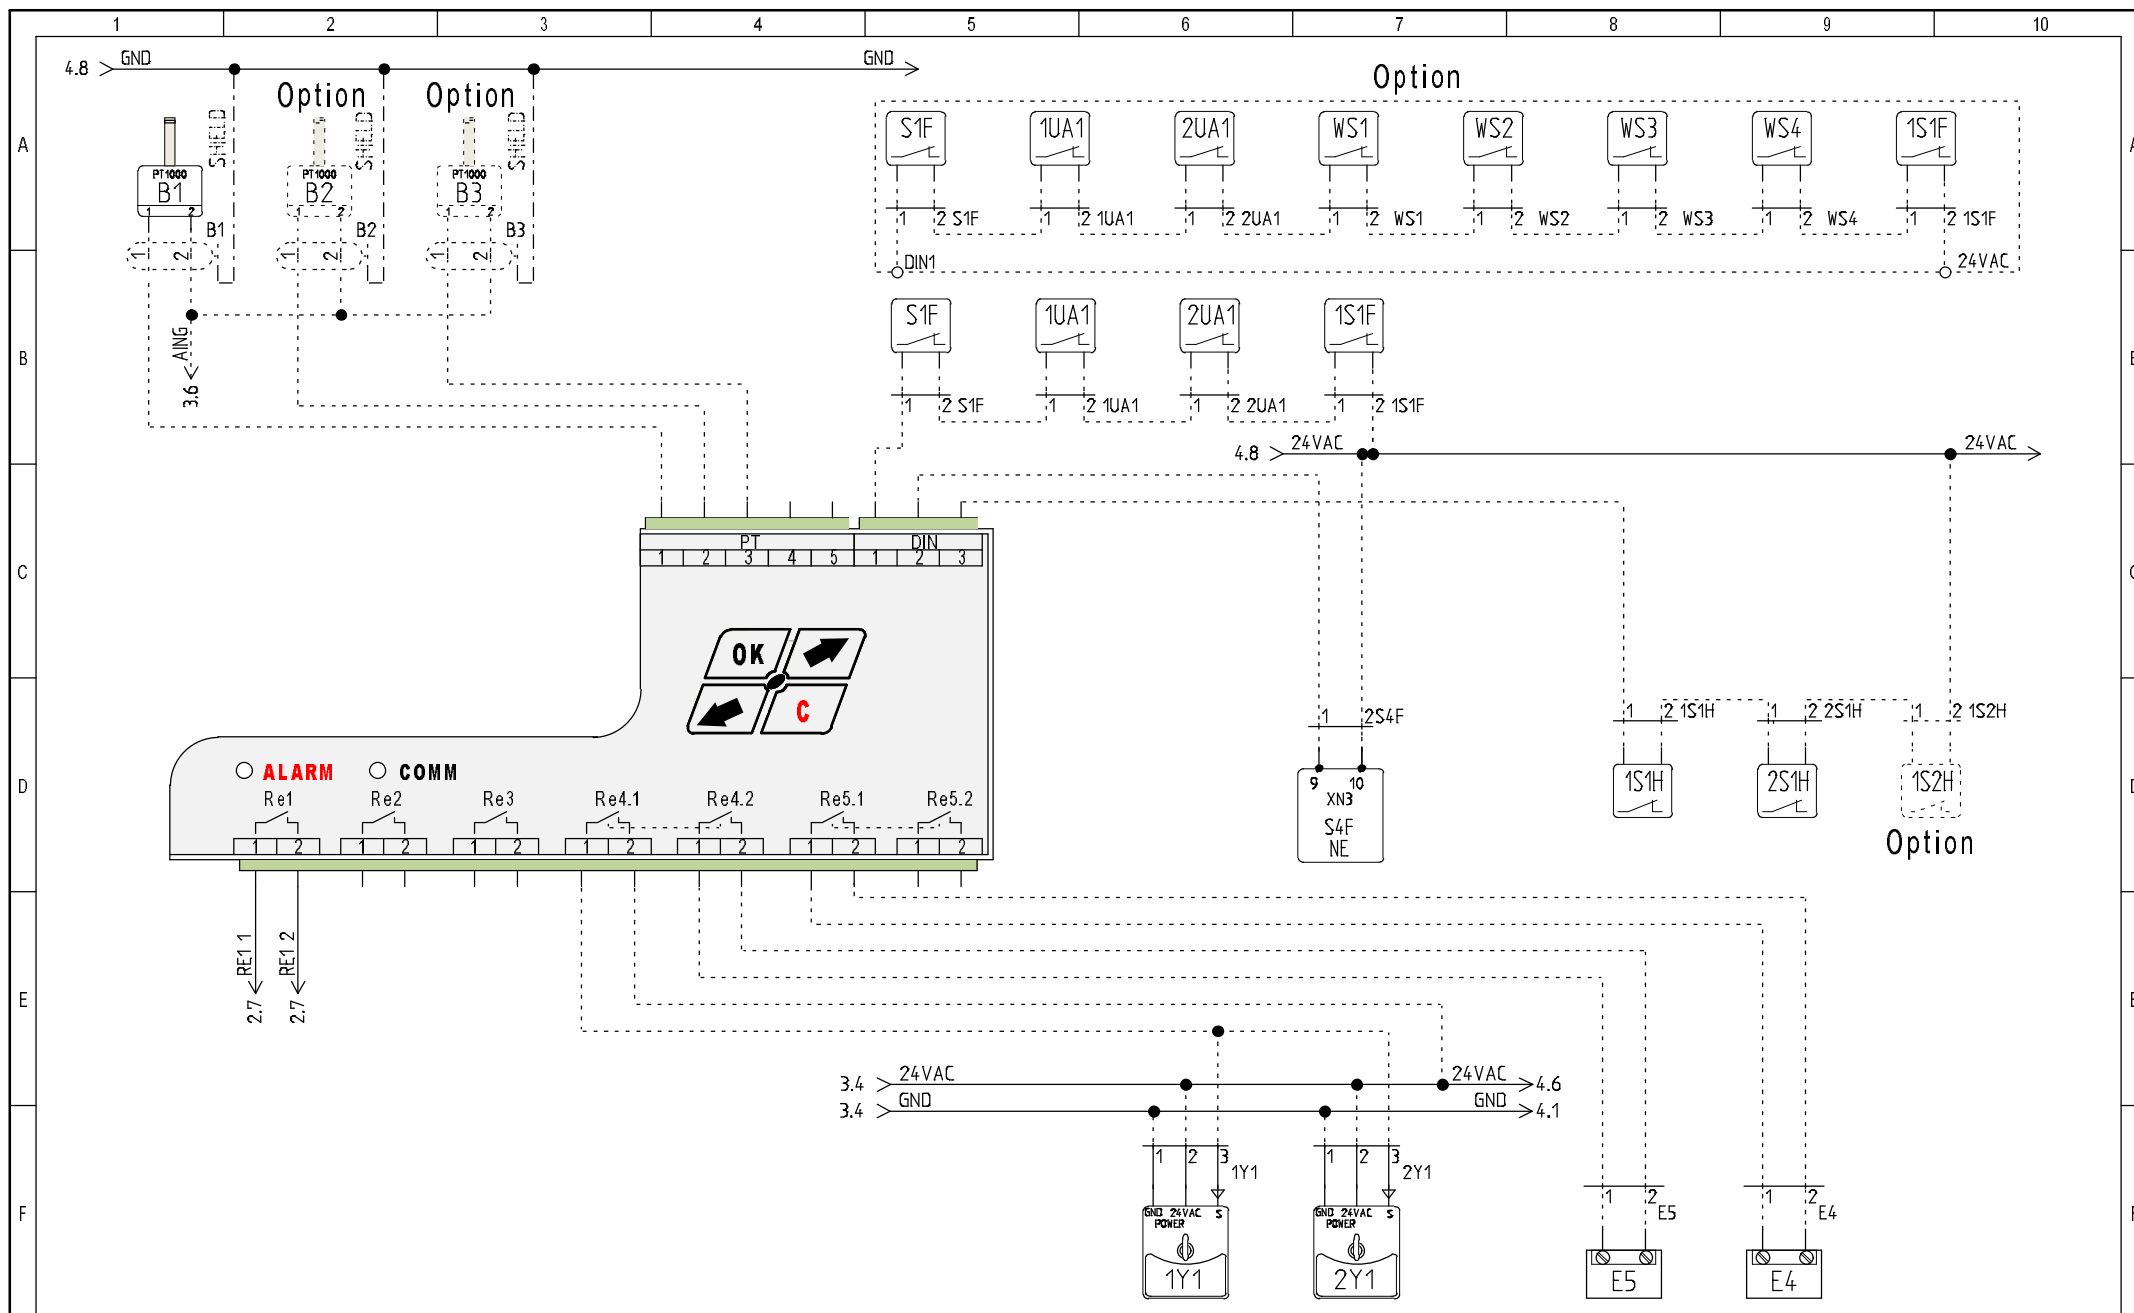 1 2 3 4 5 6 7 8 9 10
4.8 GND GND
Option Option Option
A
SHIELD SHIELD SHIELD
PT1000 PT1000 PT1000
B1 B2 B3
1 2 1 2 1 2
B1 B2 B3
1 2 1 2 1 2
S1F 1UA1 2UA1 WS1 WS2 WS3 WS4 1S1F
1 2 S1F 1 2 1UA1 1 2 2UA1 1 2 WS1 1 2 WS2 1 2 WS3 1 2 WS4 1 2 1S1F
DIN1 24VAC
B
AING
3.6
S1F 1UA1 2UA1 1S1F
1 2 S1F 1 2 1UA1 1 2 2UA1 1 2 1S1F
4.8 24VAC 24VAC
C
PT DIN
1 2 3 4 5 1 2 3
OK
C
1 2 S4F 1 2 1S1H 1 2 2S1H 1 2 1S2H
D
ALARM COMM
Re1 Re2 Re3 Re4.1 Re4.2 Re5.1 Re5.2
1 2 1 2 1 2 1 2 1 2 1 2 1 2
9 10
XN3
S4F
NE
1S1H 2S1H 1S2H
Option
E
RE1 1 RE1 2
2.7 2.7
3.4 24VAC 24VAC 4.6
3.4 GND GND 4.1
F
1 2 3 1Y1 1 2 3 2Y1
1 2 E5 1 2 E4
GND 24VAC S GND 24VAC S
POWER POWER
1Y1 2Y1 E5 E4